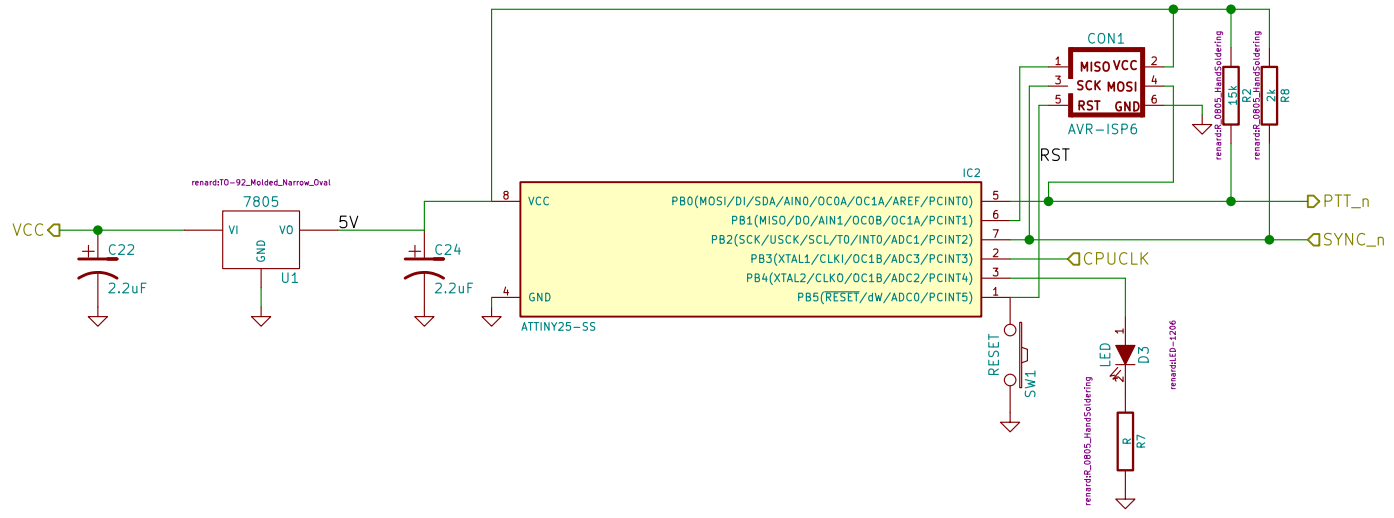 VCC
C22
2.2uF
renard:TO-92_Molded_Narrow_Oval
7805
VI
VO
GND
U1
5V
C24
2.2uF
IC2
8
VCC
4
GND
ATTINY25-SS
PB0(MOSI/DI/SDA/AIN0/OC0A/OC1A/AREF/PCINT0)
5
PB1(MISO/DO/AIN1/OC0B/OC1A/PCINT1)
6
PB2(SCK/USCK/SCL/T0/INT0/ADC1/PCINT2)
7
PB3(XTAL1/CLKI/OC1B/ADC3/PCINT3)
2
PB4(XTAL2/CLKO/OC1B/ADC2/PCINT4)
3
PB5(RESET/dW/ADC0/PCINT5)
1
CON1
1
MISO
VCC
2
3
SCK
MOSI
4
5
RST
GND
6
AVR-ISP6
RST
renard:R_0805_HandSoldering
15k
R2
renard:R_0805_HandSoldering
2k
R8
PTT_n
SYNC_n
CPUCLK
RESET
SW1
1
LED
D3
2
renard:LED-1206
renard:R_0805_HandSoldering
R
R7